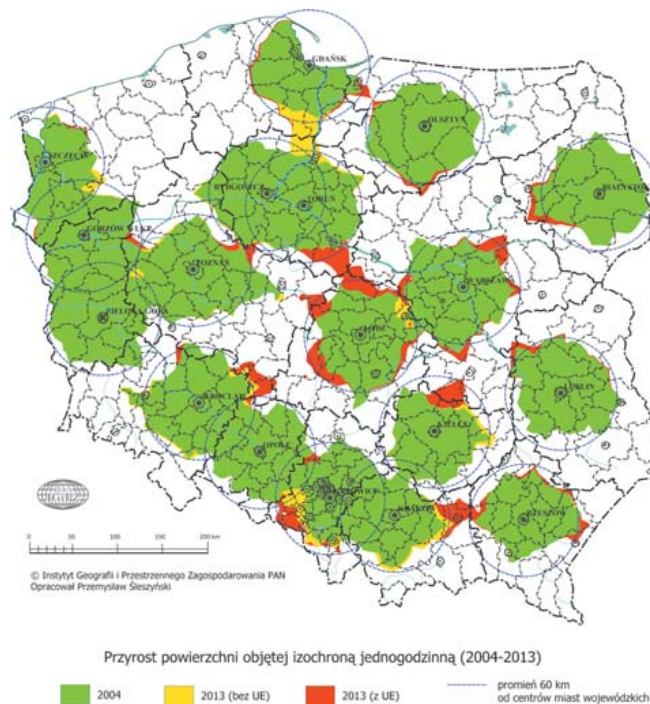 GDAŃSK
OLSZTYN
SZCZECIN
BYDGOSZCZ
TORUŃ
BIAŁYSTOK
GORZÓW WLKP.
POZNAŃ
WARSZAWA
ZIELONA GÓRA
ŁÓDŹ
WROCŁAW
LUBLIN
KIELCE
OPOLE
KATOWICE
KRAKÓW
RZESZÓW
0 50 100 150 200 km
© Instytut Geografii i Przestrzennego Zagospodarowania PAN
Opracował Przemysław Śleszyński
Przyrost powierzchni objętej izochroną jednogodzinną (2004-2013)
2004 2013 (bez UE) 2013 (z UE) promień 60 km
od centrów miast wojewódzkich